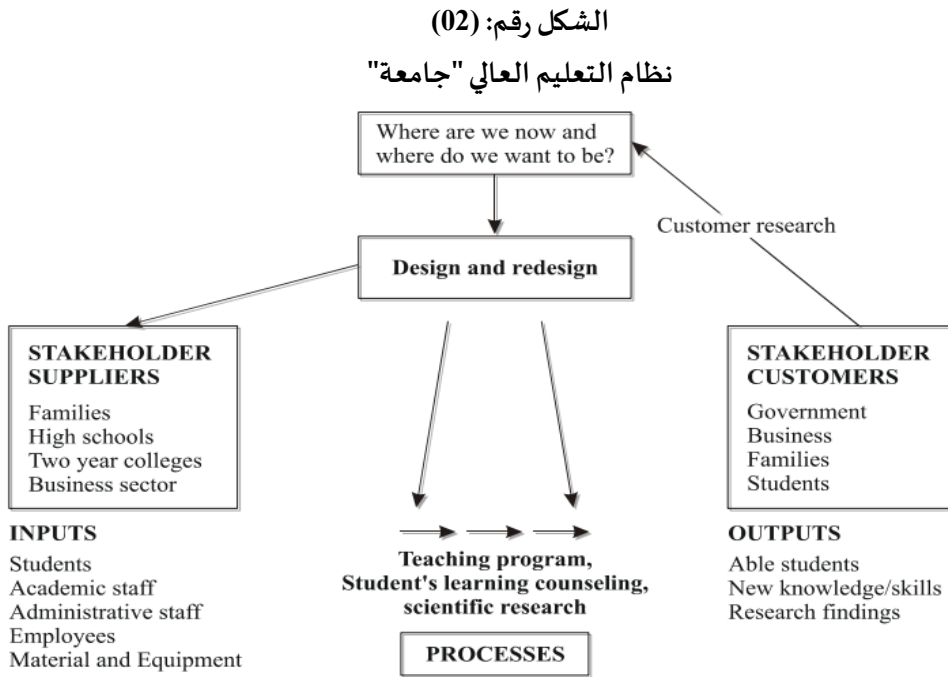 الشكل رقم: (02)
نظام التعليم العالي "جامعة"
Where are we now and
where do we want to be?
Customer research
Design and redesign
STAKEHOLDER
SUPPLIERS
Families
High schools
Two year colleges
Business sector
INPUTS
Students
Academic staff
Administrative staff
Employees
Material and Equipment
Teaching program,
Student's learning counseling,
scientific research
PROCESSES
STAKEHOLDER
CUSTOMERS
Government
Business
Families
Students
OUTPUTS
Able students
New knowledge/skills
Research findings